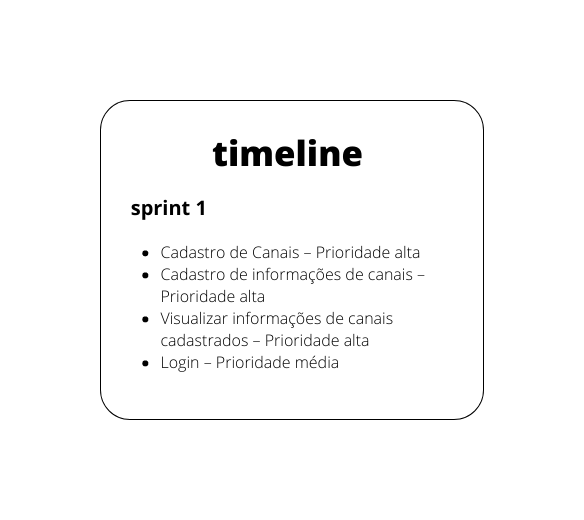 timeline
sprint 1
Cadastro de Canais – Prioridade alta
Cadastro de informações de canais –
Prioridade alta
Visualizar informações de canais
cadastrados – Prioridade alta
Login – Prioridade média